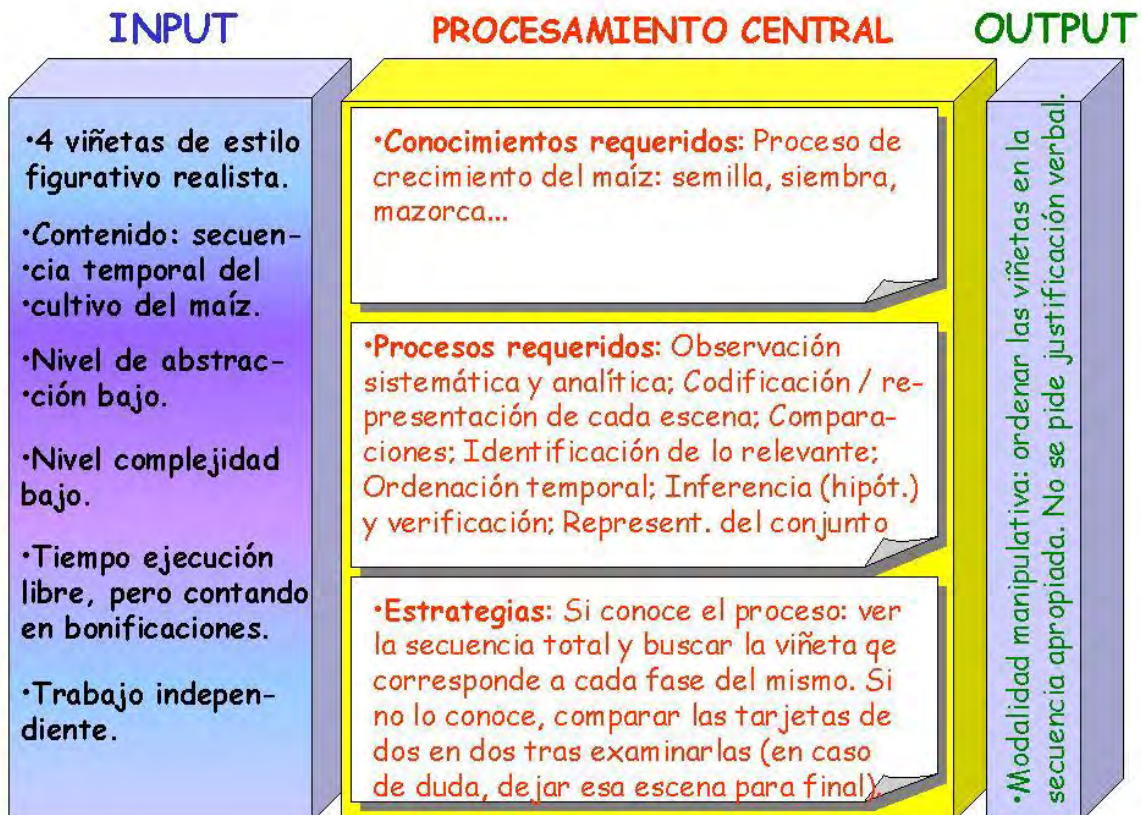 INPUT
•4 viñetas de estilo
figurativo realista.
•Contenido: secuen-
•cia temporal del
•cultivo del maíz.
•Nivel de abstrac-
•ción bajo.
•Nivel complejidad
bajo.
•Tiempo ejecución
libre, pero contando
en bonificaciones.
•Trabajo indepen-
diente.
PROCESAMIENTO CENTRAL
•Conocimientos requeridos: Proceso de
crecimiento del maíz: semilla, siembra,
mazorca...
•Procesos requeridos: Observación
sistemática y analítica; Codificación / re-
presentación de cada escena; Compara-
ciones; Identificación de lo relevante;
Ordenación temporal; Inferencia (hipót.)
y verificación; Represent. del conjunto
•Estrategias: Si conoce el proceso: ver
la secuencia total y buscar la viñeta qe
corresponde a cada fase del mismo. Si
no lo conoce, comparar las tarjetas de
dos en dos tras examinarlas (en caso
de duda, dejar esa escena para final).
OUTPUT
•Modalidad manipulativa: ordenar las viñetas en la
secuencia apropiada. No se pide justificación verbal.